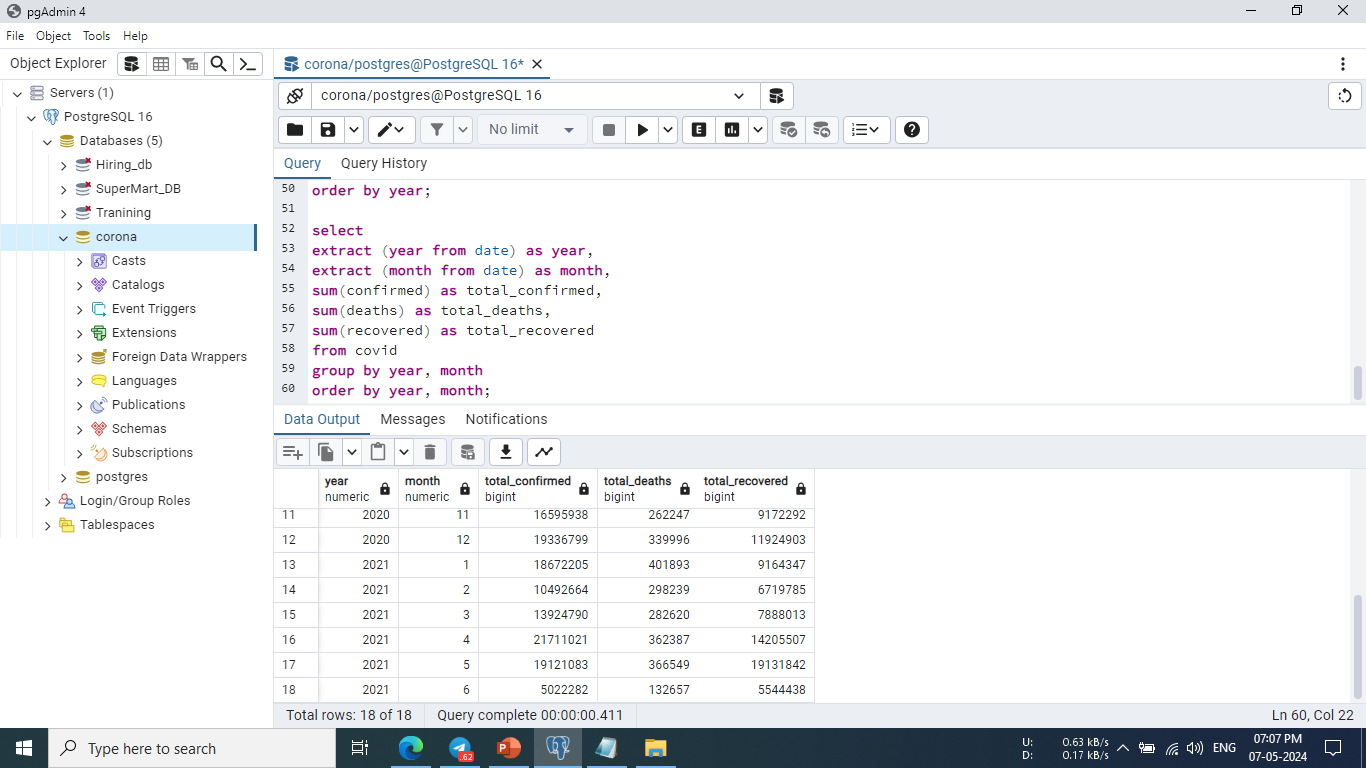 pgAdmin 4
File Object Tools Help
Object Explorer
corona/postgres@PostgreSQL 16*
Servers (1)
PostgreSQL 16
Databases (5)
Hiring_db
SuperMart_DB
Tranining
corona
Casts
Catalogs
Event Triggers
Extensions
Foreign Data Wrappers
Languages
Publications
Schemas
Subscriptions
postgres
Login/Group Roles
Tablespaces
corona/postgres@PostgreSQL 16
No limit
E
Query Query History
50 order by year;
51
52 select
53 extract (year from date) as year,
54 extract (month from date) as month,
55 sum(confirmed) as total_confirmed,
56 sum(deaths) as total_deaths,
57 sum(recovered) as total_recovered
58 from covid
59 group by year, month
60 order by year, month;
Data Output Messages Notifications
year month total_confirmed total_deaths total_recovered
numeric numeric bigint bigint bigint
11 2020 11 16595938 262247 9172292
12 2020 12 19336799 339996 11924903
13 2021 1 18672205 401893 9164347
14 2021 2 10492664 298239 6719785
15 2021 3 13924790 282620 7888013
16 2021 4 21711021 362387 14205507
17 2021 5 19121083 366549 19131842
18 2021 6 5022282 132657 5544438
Total rows: 18 of 18 Query complete 00:00:00.411 Ln 60, Col 22
Type here to search
.62
U: 0.63 kB/s
D: 0.17 kB/s
ENG
07:07 PM
07-05-2024